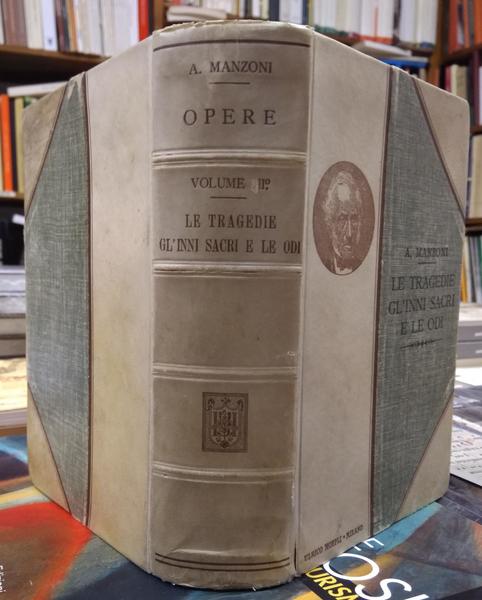 A. MANZONI
OPERE
VOLUME IIº
LE TRAGEDIE
GL'INNI SACRI E LE ODI
A. MANZONI
LE TRAGEDIE
GL'INNI SACRI
E LE ODI
ULRICO HOEPLI • MILANO